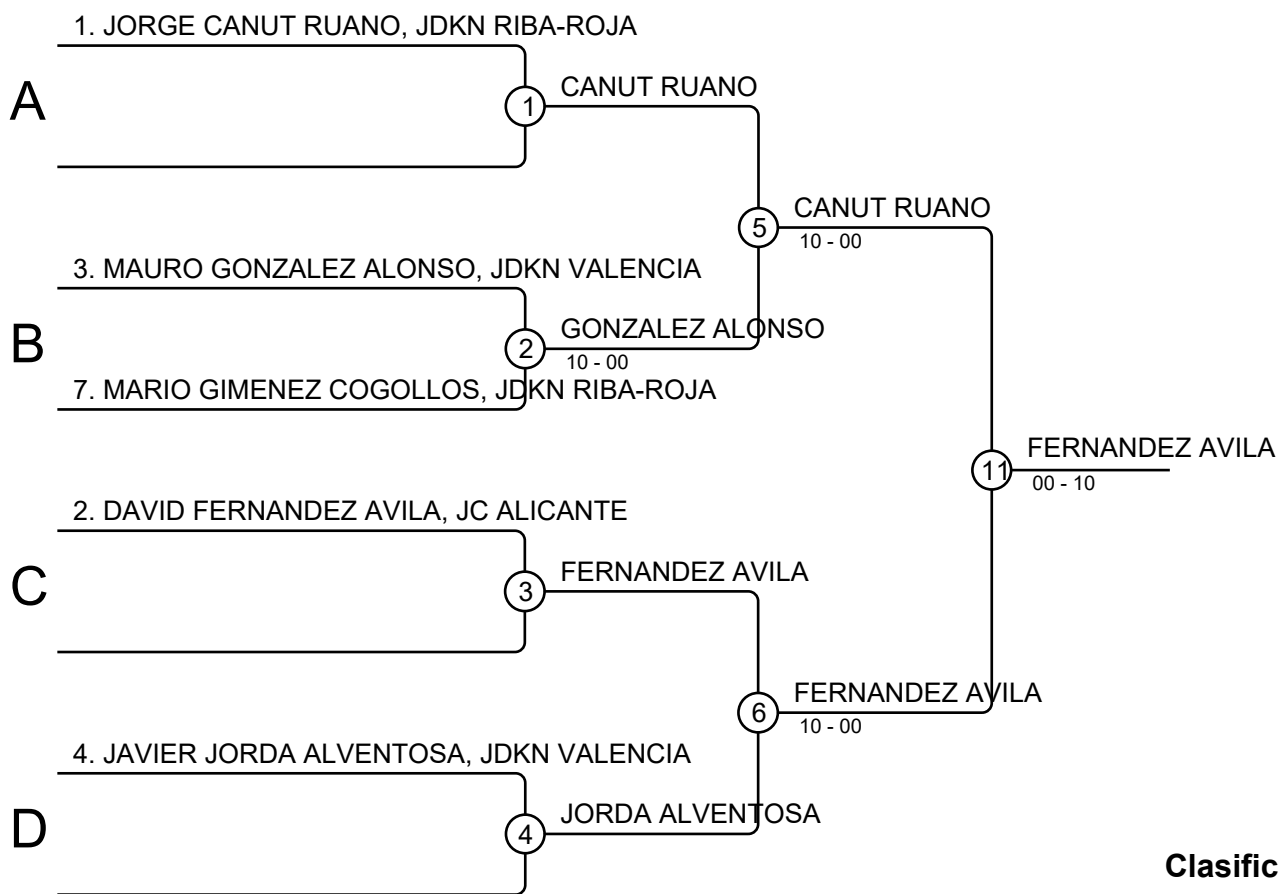 1. JORGE CANUT RUANO, JDKN RIBA-ROJA
A
1
CANUT RUANO
5
CANUT RUANO
10 - 00
3. MAURO GONZALEZ ALONSO, JDKN VALENCIA
B
2
GONZALEZ ALONSO
10 - 00
7. MARIO GIMENEZ COGOLLOS, JDKN RIBA-ROJA
11
FERNANDEZ AVILA
00 - 10
2. DAVID FERNANDEZ AVILA, JC ALICANTE
C
3
FERNANDEZ AVILA
6
FERNANDEZ AVILA
10 - 00
4. JAVIER JORDA ALVENTOSA, JDKN VALENCIA
D
4
JORDA ALVENTOSA
Clasific